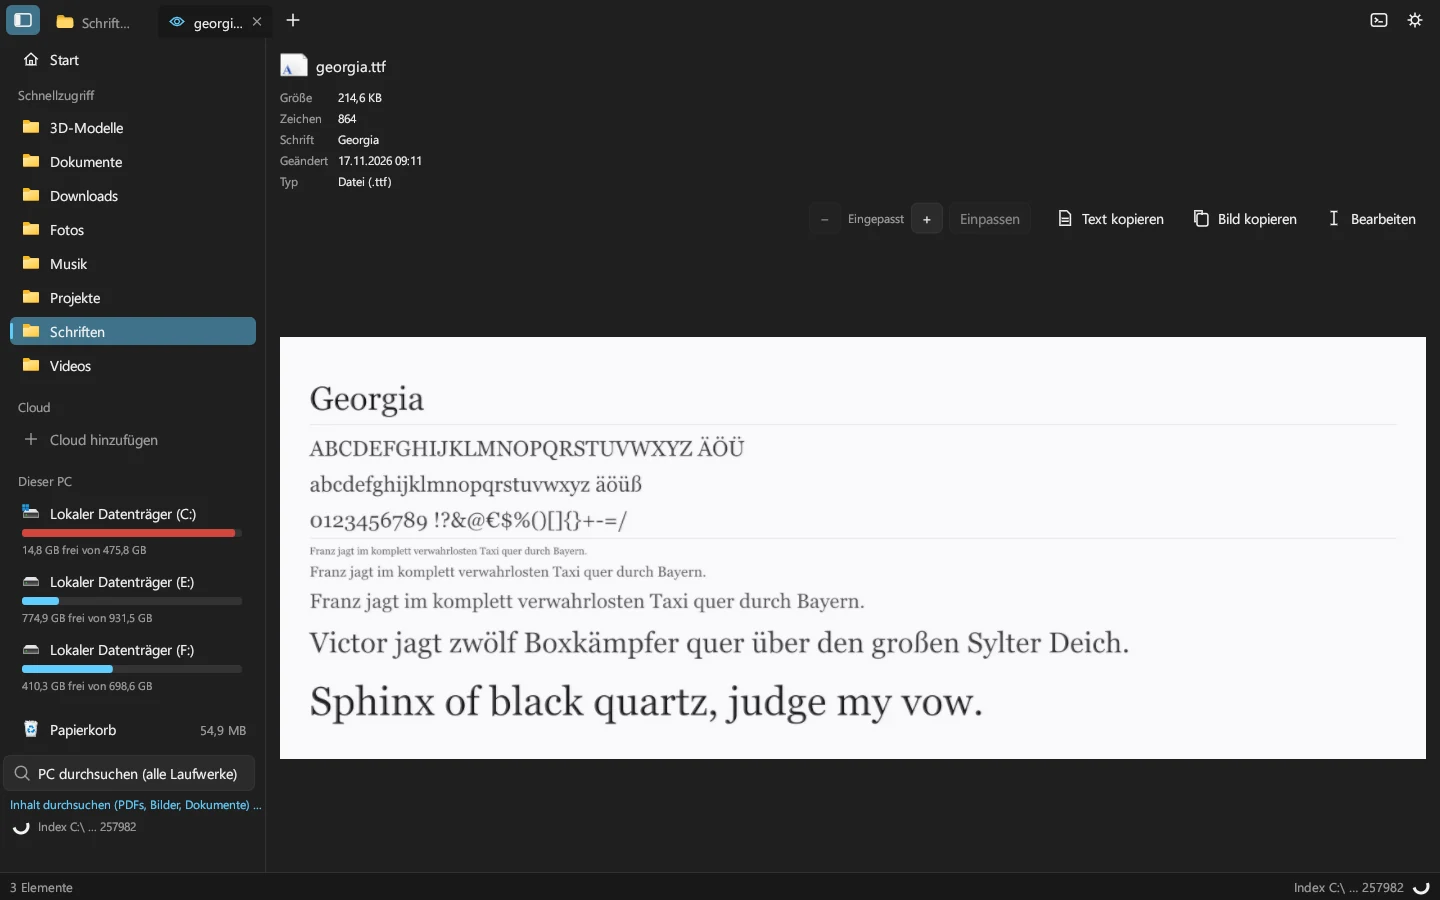 Schrift...
georgi...
Start
Schnellzugriff
3D-Modelle
Dokumente
Downloads
Fotos
Musik
Projekte
Schriften
Videos
Cloud
Cloud hinzufügen
Dieser PC
Lokaler Datenträger (C:)
14,8 GB frei von 475,8 GB
Lokaler Datenträger (E:)
774,9 GB frei von 931,5 GB
Lokaler Datenträger (F:)
410,3 GB frei von 698,6 GB
Papierkorb 54,9 MB
PC durchsuchen (alle Laufwerke)
Inhalt durchsuchen (PDFs, Bilder, Dokumente) ...
Index C:\ ... 257982
georgia.ttf
Größe 214,6 KB
Zeichen 864
Schrift Georgia
Geändert 17.11.2026 09:11
Typ Datei (.ttf)
− Eingepasst + Einpassen Text kopieren Bild kopieren Bearbeiten
Georgia
ABCDEFGHIJKLMNOPQRSTUVWXYZ ÄÖÜ
abcdefghijklmnopqrstuvwxyz äöüß
0123456789 !?&@€$%()[]{}+-=/
Franz jagt im komplett verwahrlosten Taxi quer durch Bayern.
Franz jagt im komplett verwahrlosten Taxi quer durch Bayern.
Franz jagt im komplett verwahrlosten Taxi quer durch Bayern.
Victor jagt zwölf Boxkämpfer quer über den großen Sylter Deich.
Sphinx of black quartz, judge my vow.
3 Elemente
Index C:\ ... 257982